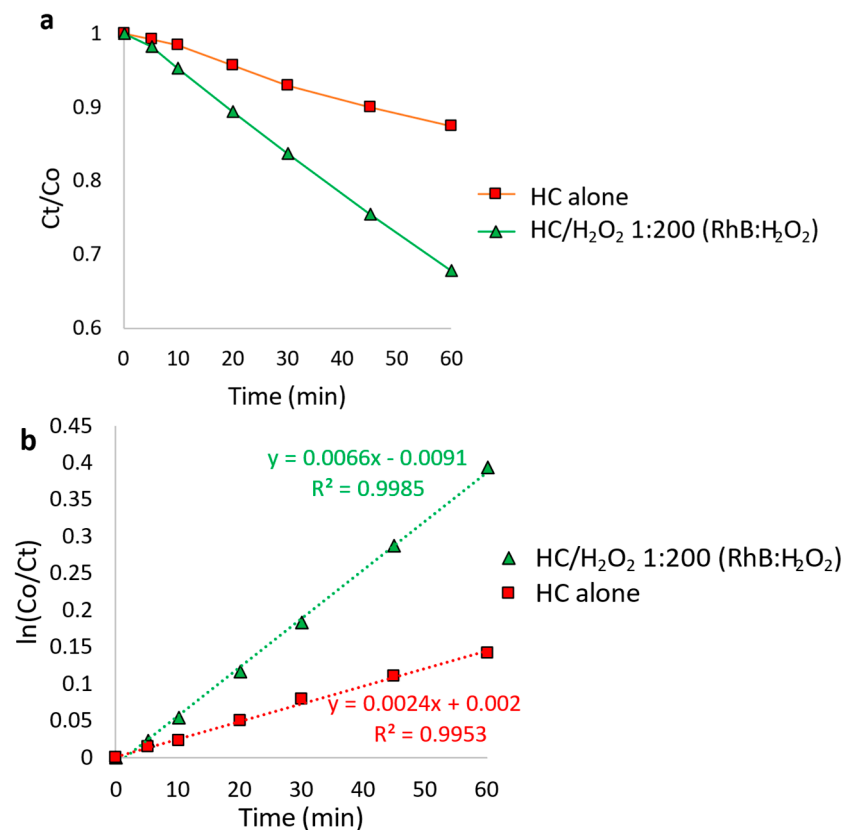 a
1
0.9
0.8
0.7
0.6
Ct/Co
0 10 20 30 40 50 60
Time (min)
HC alone
HC/H₂O₂ 1:200 (RhB:H₂O₂)
b
0.45
0.4
0.35
0.3
0.25
0.2
0.15
0.1
0.05
0
ln(Co/Ct)
y = 0.0066x - 0.0091
R² = 0.9985
y = 0.0024x + 0.002
R² = 0.9953
0 10 20 30 40 50 60
Time (min)
HC/H₂O₂ 1:200 (RhB:H₂O₂)
HC alone